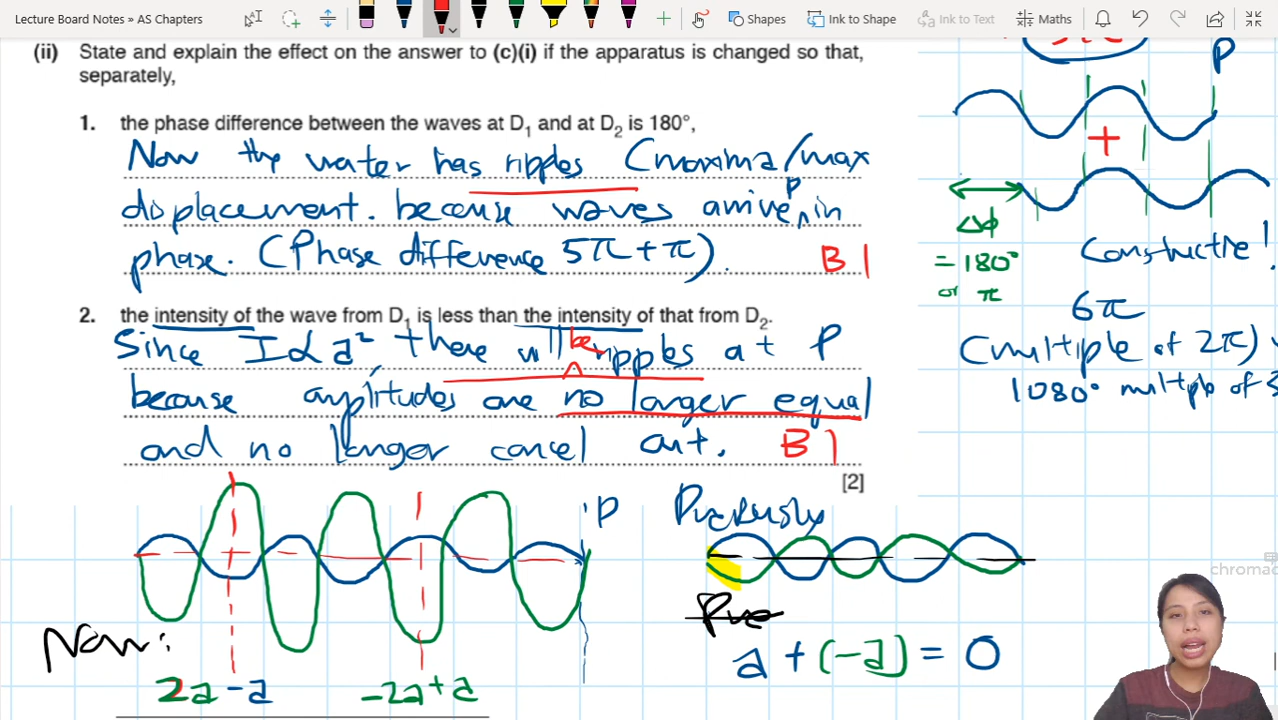 Lecture Board Notes » AS Chapters
Shapes
Ink to Shape
Ink to Text
Maths
(ii) State and explain the effect on the answer to (c)(i) if the apparatus is changed so that,
separately,
P
1. the phase difference between the waves at D1 and at D2 is 180°,
Now the water has ripples (maxima/max
displacement. because waves arrive, in
P
phase. (Phase difference 5π + π).
B1
+
Δφ
= 180°
or π
Constructive!
6π
(multiple of 2π)
1080° multiple of
2. the intensity of the wave from D1 is less than the intensity of that from D2.
Since I α a², there will be ripples at P
because amplitudes are no larger equal
and no longer cancel out. B1
[2]
P
Previously
Now:
2a - a
-2a + a
Pre
a + (-a) = 0
chromac